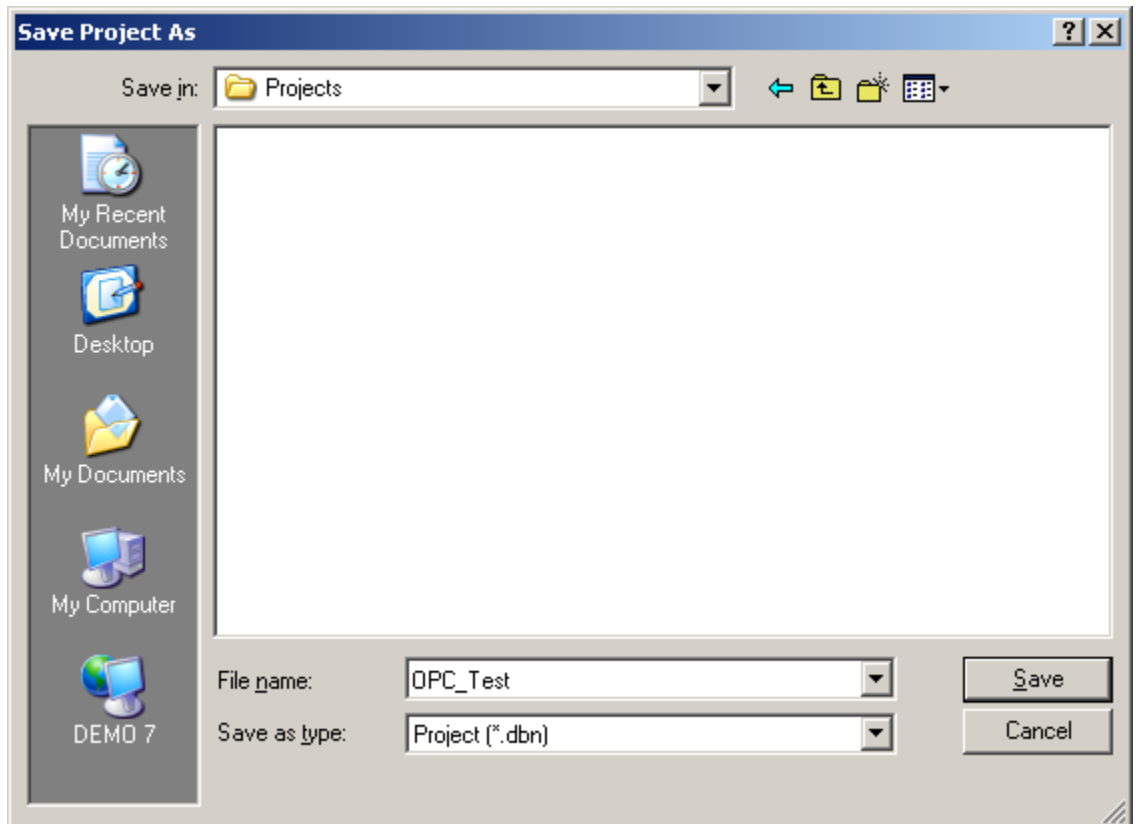 Save Project As
Save in: Projects
My Recent
Documents
Desktop
My Documents
My Computer
DEMO 7
File name: OPC_Test Save
Save as type: Project (*.dbn) Cancel